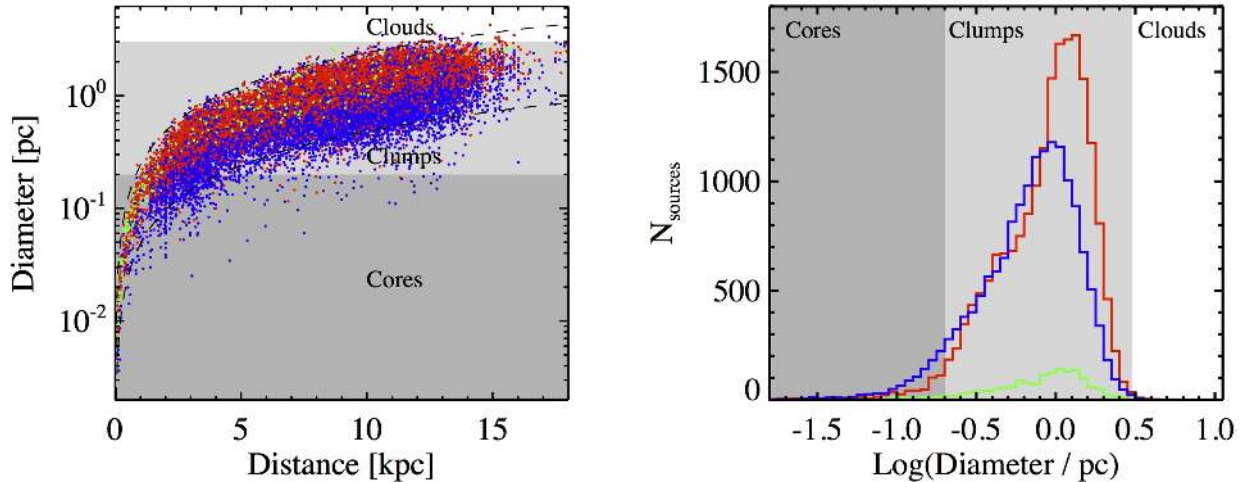 Clouds
Clumps
Cores
Diameter [pc]
10^0
10^-1
10^-2
0 5 10 15
Distance [kpc]
Cores Clumps Clouds
N_sources
1500
1000
500
0
-1.5 -1.0 -0.5 0.0 0.5 1.0
Log(Diameter / pc)